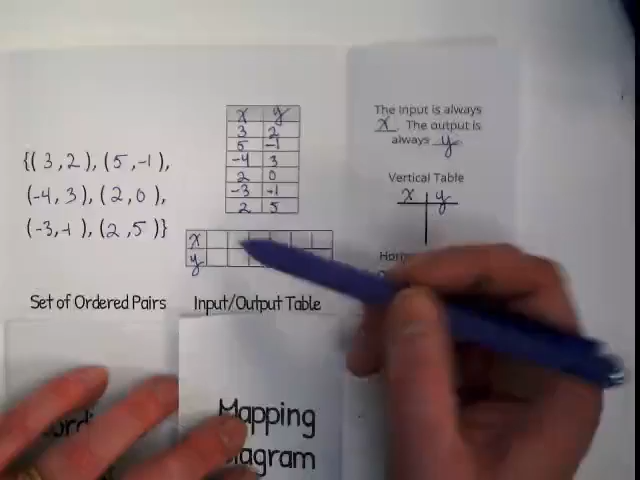 {( 3, 2 ), (5, -1 ),
(-4, 3 ), (2, 0 ),
(-3, -1 ), (2, 5 )}
x y
3 2
5 -1
-4 3
2 0
-3 +1
2 5
x
y
Set of Ordered Pairs
Input/Output Table
The input is always
x . The output is
always y
Vertical Table
x y
Mapping